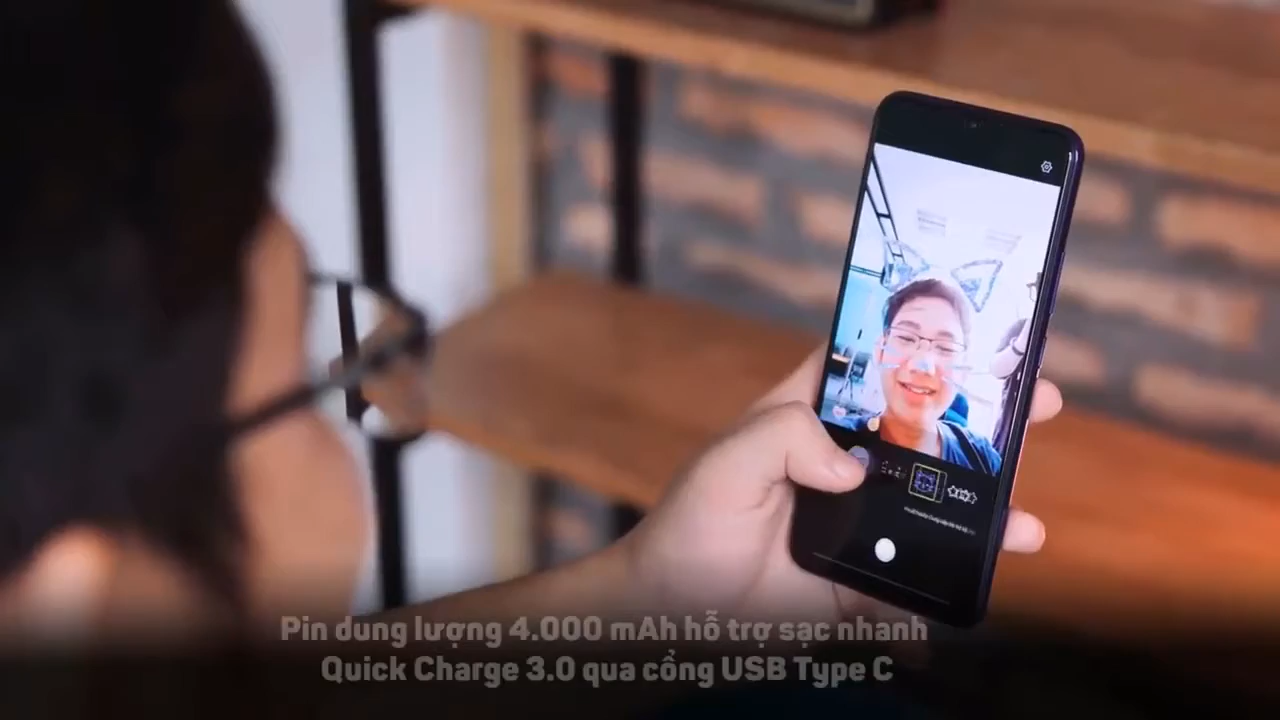 Pin dung lượng 4.000 mAh hỗ trợ sạc nhanh
Quick Charge 3.0 qua cổng USB Type C